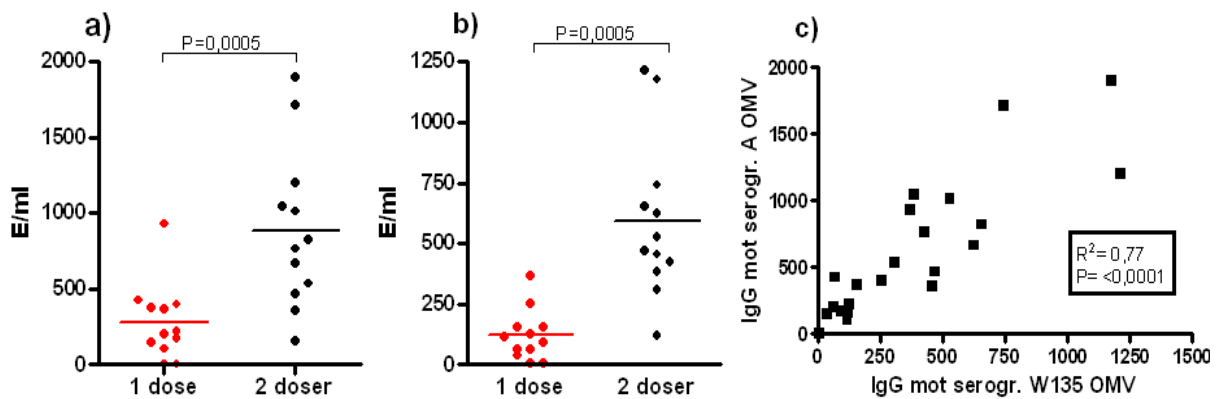 a)
P=0,0005
2000
1500
1000
500
0
E/ml
1 dose 2 doser
b)
P=0,0005
1250
1000
750
500
250
0
E/ml
1 dose 2 doser
c)
2000
1500
1000
500
0
IgG mot serogr. A OMV
R²= 0,77
P= <0,0001
0 250 500 750 1000 1250 1500
IgG mot serogr. W135 OMV